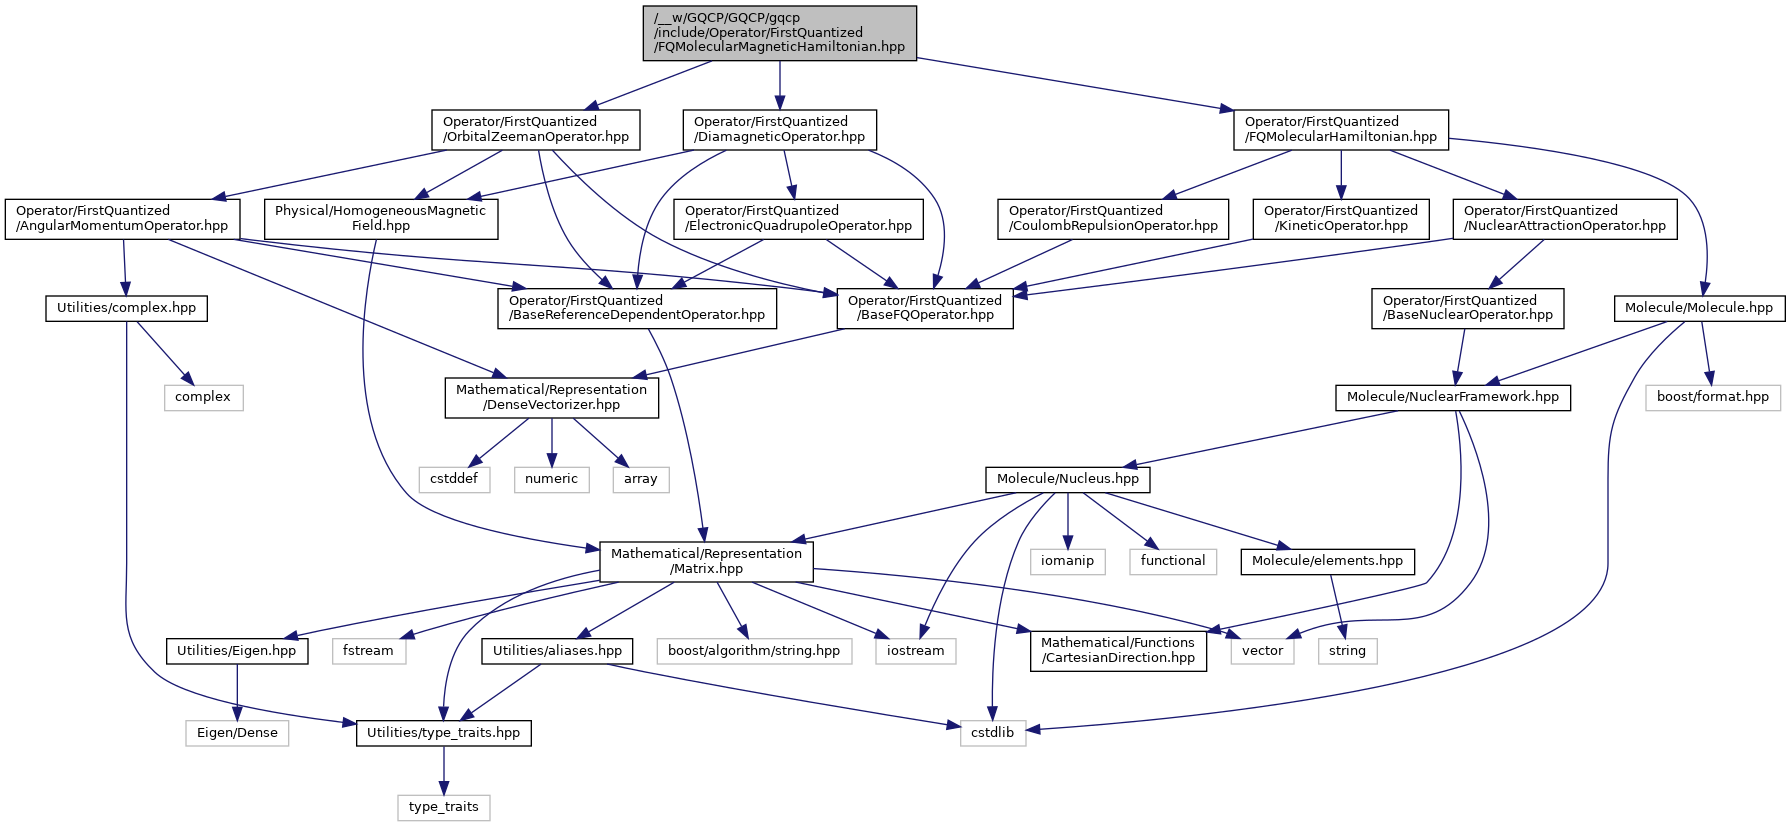 /__w/GQCP/GQCP/gqcp
/include/Operator/FirstQuantized
/FQMolecularMagneticHamiltonian.hpp
Operator/FirstQuantized
/OrbitalZeemanOperator.hpp
Operator/FirstQuantized
/DiamagneticOperator.hpp
Operator/FirstQuantized
/FQMolecularHamiltonian.hpp
Operator/FirstQuantized
/AngularMomentumOperator.hpp
Physical/HomogeneousMagnetic
Field.hpp
Operator/FirstQuantized
/ElectronicQuadrupoleOperator.hpp
Operator/FirstQuantized
/CoulombRepulsionOperator.hpp
Operator/FirstQuantized
/KineticOperator.hpp
Operator/FirstQuantized
/NuclearAttractionOperator.hpp
Utilities/complex.hpp
Operator/FirstQuantized
/BaseReferenceDependentOperator.hpp
Operator/FirstQuantized
/BaseFQOperator.hpp
Operator/FirstQuantized
/BaseNuclearOperator.hpp
Molecule/Molecule.hpp
complex
Mathematical/Representation
/DenseVectorizer.hpp
Molecule/NuclearFramework.hpp
boost/format.hpp
cstddef
numeric
array
Molecule/Nucleus.hpp
Mathematical/Representation
/Matrix.hpp
iomanip
functional
Molecule/elements.hpp
Utilities/Eigen.hpp
fstream
Utilities/aliases.hpp
boost/algorithm/string.hpp
iostream
Mathematical/Functions
/CartesianDirection.hpp
vector
string
Eigen/Dense
Utilities/type_traits.hpp
cstdlib
type_traits